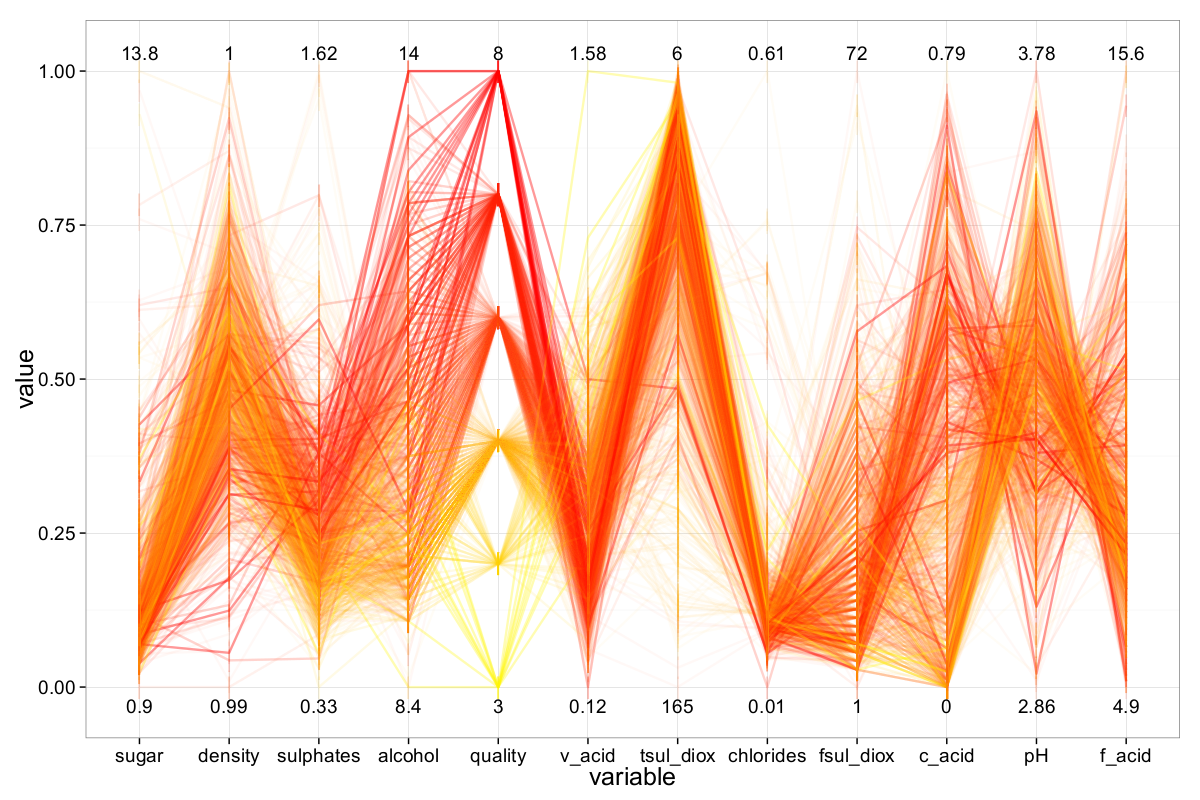 13.8 1 1.62 14 8 1.58 6 0.61 72 0.79 3.78 15.6
1.00
0.75
0.50
0.25
0.00
value
0.9 0.99 0.33 8.4 3 0.12 165 0.01 1 0 2.86 4.9
sugar density sulphates alcohol quality v_acid tsul_diox chlorides fsul_diox c_acid pH f_acid
variable